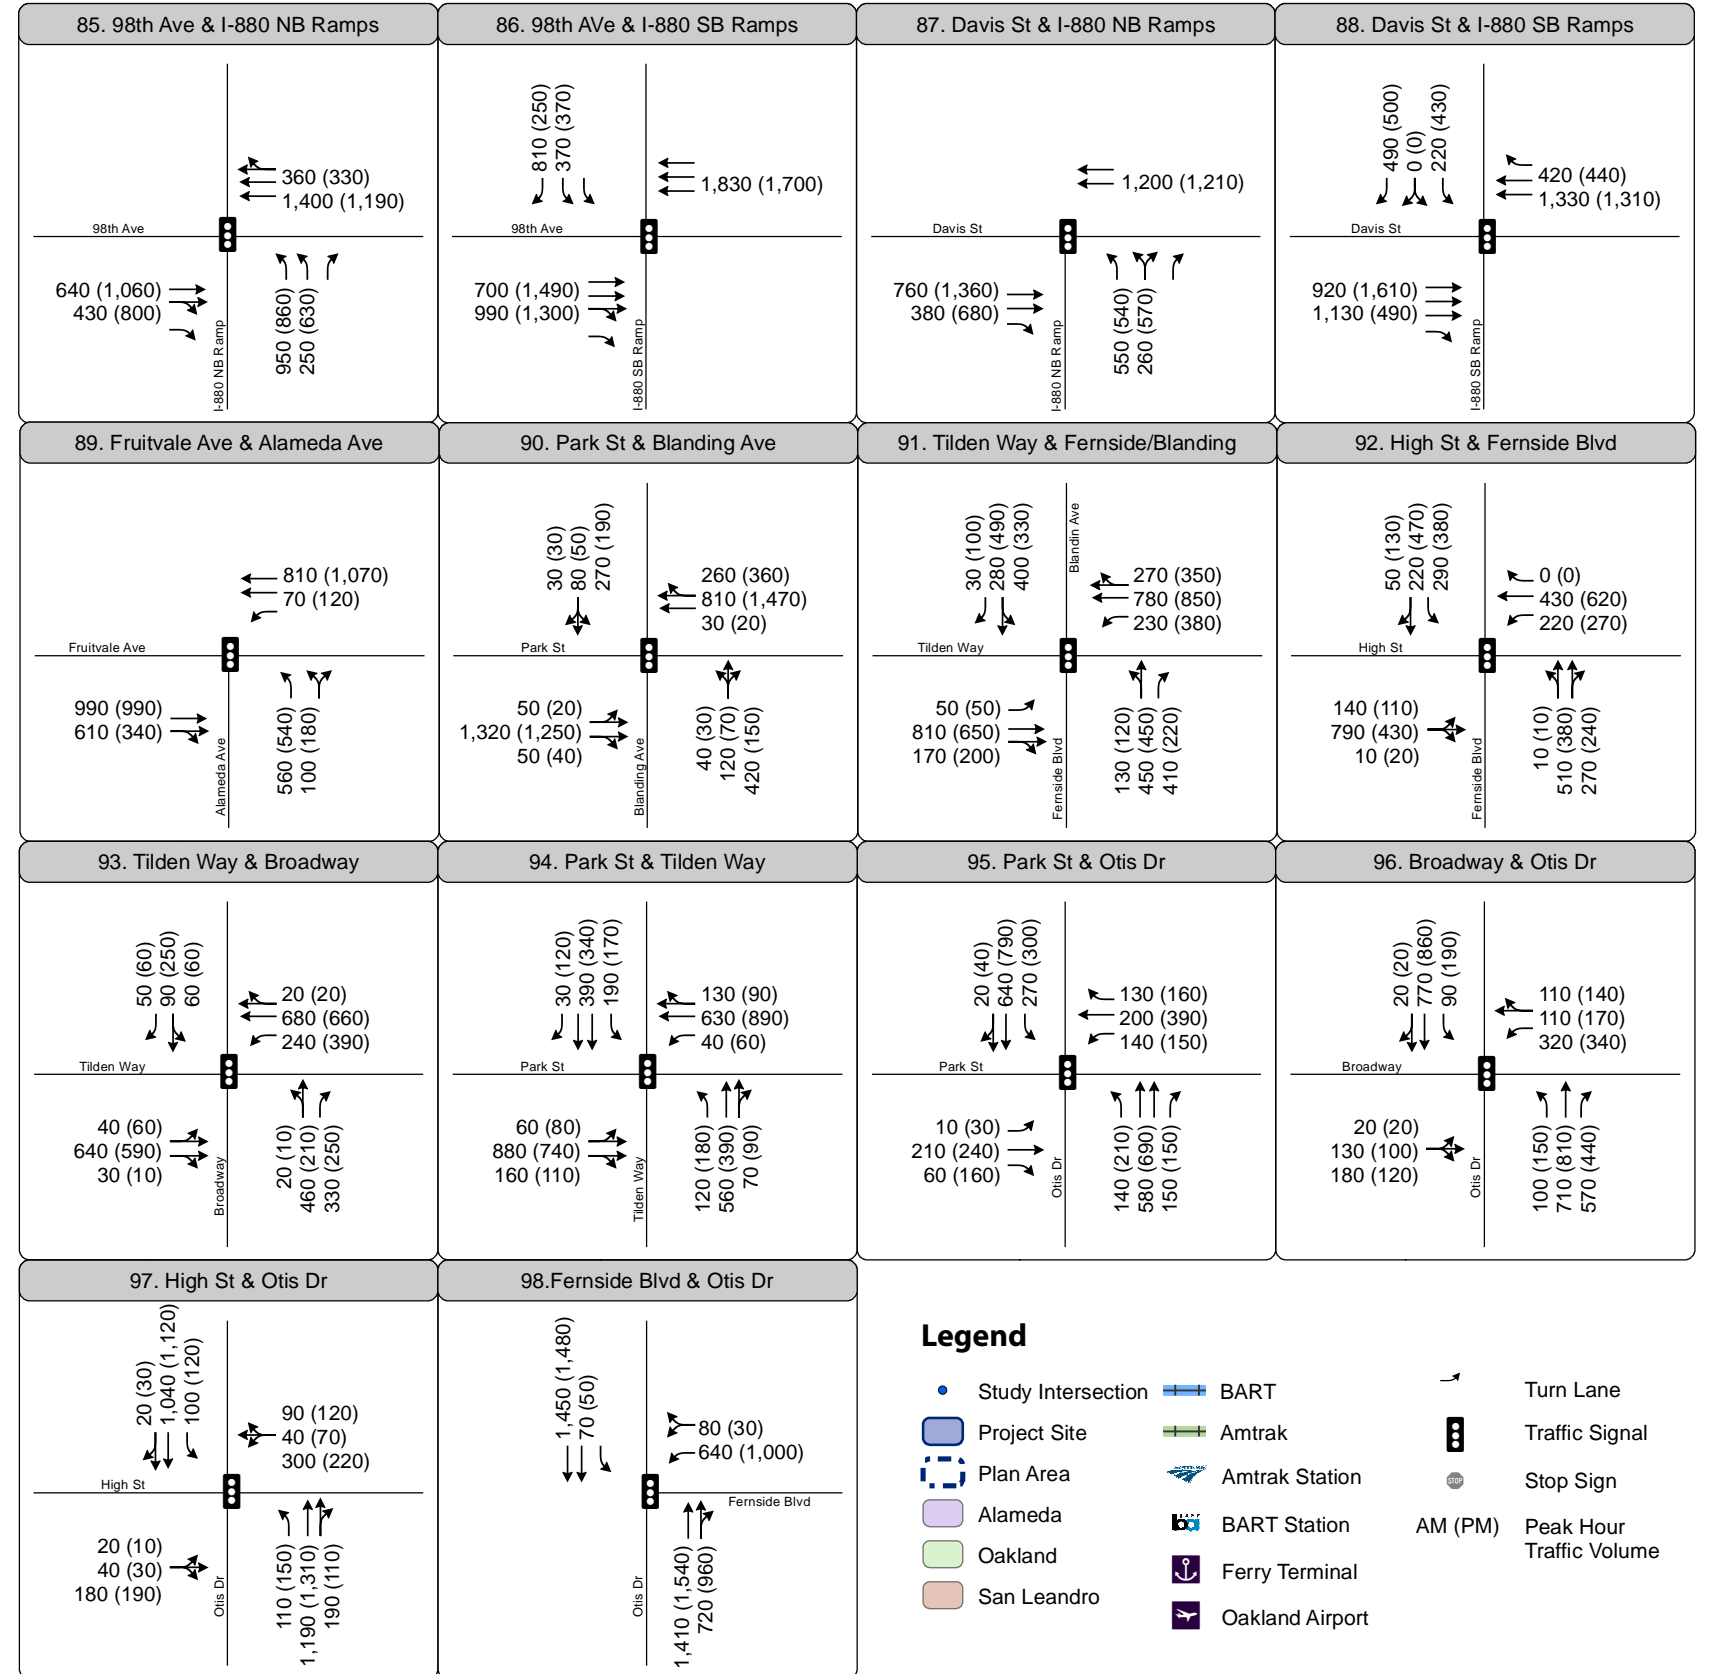 85. 98th Ave & I-880 NB Ramps
360 (330)
1,400 (1,190)
98th Ave
640 (1,060)
430 (800)
I-880 NB Ramp
950 (860)
250 (630)
86. 98th AVe & I-880 SB Ramps
810 (250)
370 (370)
1,830 (1,700)
98th Ave
700 (1,490)
990 (1,300)
I-880 SB Ramp
87. Davis St & I-880 NB Ramps
1,200 (1,210)
Davis St
760 (1,360)
380 (680)
I-880 NB Ramp
550 (540)
260 (570)
88. Davis St & I-880 SB Ramps
490 (500)
0 (0)
220 (430)
420 (440)
1,330 (1,310)
Davis St
920 (1,610)
1,130 (490)
I-880 SB Ramp
89. Fruitvale Ave & Alameda Ave
810 (1,070)
70 (120)
Fruitvale Ave
990 (990)
610 (340)
Alameda Ave
560 (540)
100 (180)
90. Park St & Blanding Ave
30 (30)
80 (50)
270 (190)
260 (360)
810 (1,470)
30 (20)
Park St
50 (20)
1,320 (1,250)
50 (40)
Blanding Ave
40 (30)
120 (70)
420 (150)
91. Tilden Way & Fernside/Blanding
30 (100)
280 (490)
400 (330)
Blandin Ave
270 (350)
780 (850)
230 (380)
Tilden Way
50 (50)
810 (650)
170 (200)
Fernside Blvd
130 (120)
450 (450)
410 (220)
92. High St & Fernside Blvd
50 (130)
220 (470)
290 (380)
0 (0)
430 (620)
220 (270)
High St
140 (110)
790 (430)
10 (20)
Fernside Blvd
10 (10)
510 (380)
270 (240)
93. Tilden Way & Broadway
50 (60)
90 (250)
60 (60)
20 (20)
680 (660)
240 (390)
Tilden Way
40 (60)
640 (590)
30 (10)
Broadway
20 (10)
460 (210)
330 (250)
94. Park St & Tilden Way
30 (120)
390 (340)
190 (170)
130 (90)
630 (890)
40 (60)
Park St
60 (80)
880 (740)
160 (110)
Tilden Way
120 (180)
560 (390)
70 (90)
95. Park St & Otis Dr
20 (40)
640 (790)
270 (300)
130 (160)
200 (390)
140 (150)
Park St
10 (30)
210 (240)
60 (160)
Otis Dr
140 (210)
580 (690)
150 (150)
96. Broadway & Otis Dr
20 (20)
770 (860)
90 (190)
110 (140)
110 (170)
320 (340)
Broadway
20 (20)
130 (100)
180 (120)
Otis Dr
100 (150)
710 (810)
570 (440)
97. High St & Otis Dr
20 (30)
1,040 (1,120)
100 (120)
90 (120)
40 (70)
300 (220)
High St
20 (10)
40 (30)
180 (190)
Otis Dr
110 (150)
1,190 (1,310)
190 (110)
98.Fernside Blvd & Otis Dr
1,450 (1,480)
70 (50)
80 (30)
640 (1,000)
Fernside Blvd
Otis Dr
1,410 (1,540)
720 (960)
Legend
Study Intersection
Project Site
Plan Area
Alameda
Oakland
San Leandro
BART
Amtrak
Amtrak Station
BART Station
Ferry Terminal
Oakland Airport
Turn Lane
Traffic Signal
STOP
Stop Sign
AM (PM)
Peak Hour
Traffic Volume